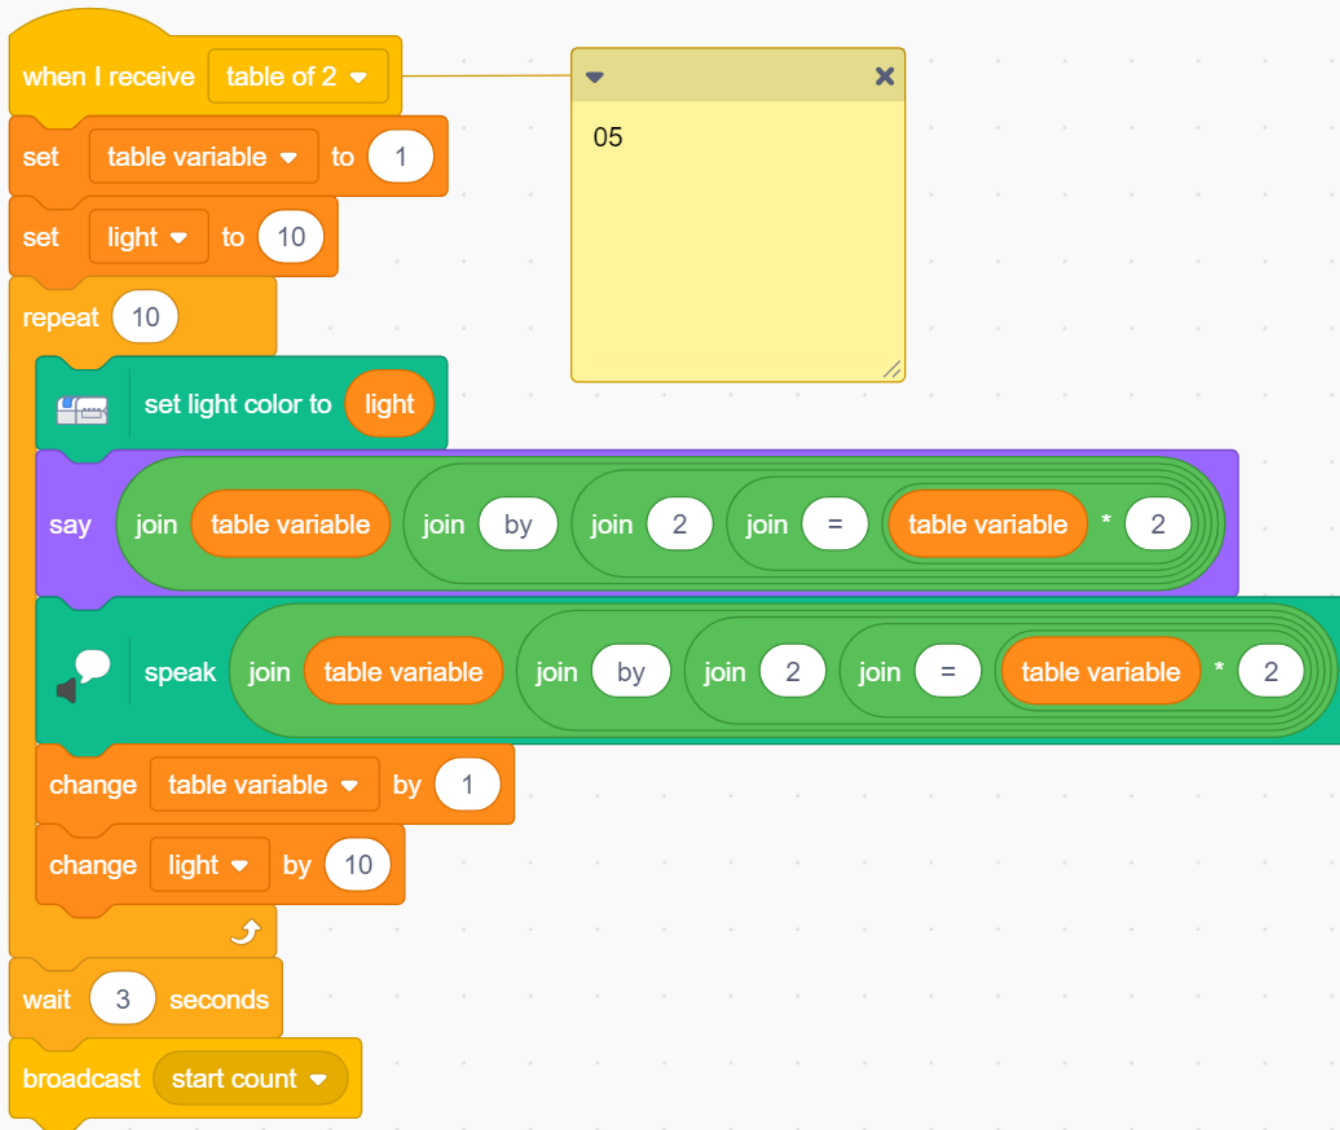 when I receive table of 2
05
set table variable to 1
set light to 10
repeat 10
set light color to light
say join table variable join by join 2 join = table variable * 2
speak join table variable join by join 2 join = table variable * 2
change table variable by 1
change light by 10
wait 3 seconds
broadcast start count